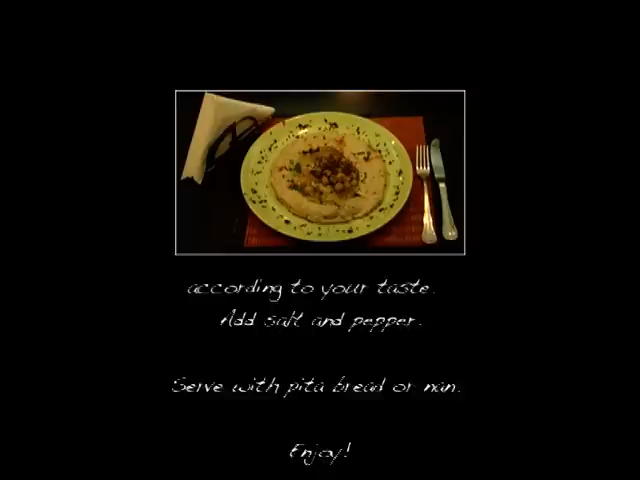 according to your taste.
Add salt and pepper.
Serve with pita bread or nan.
Enjoy!